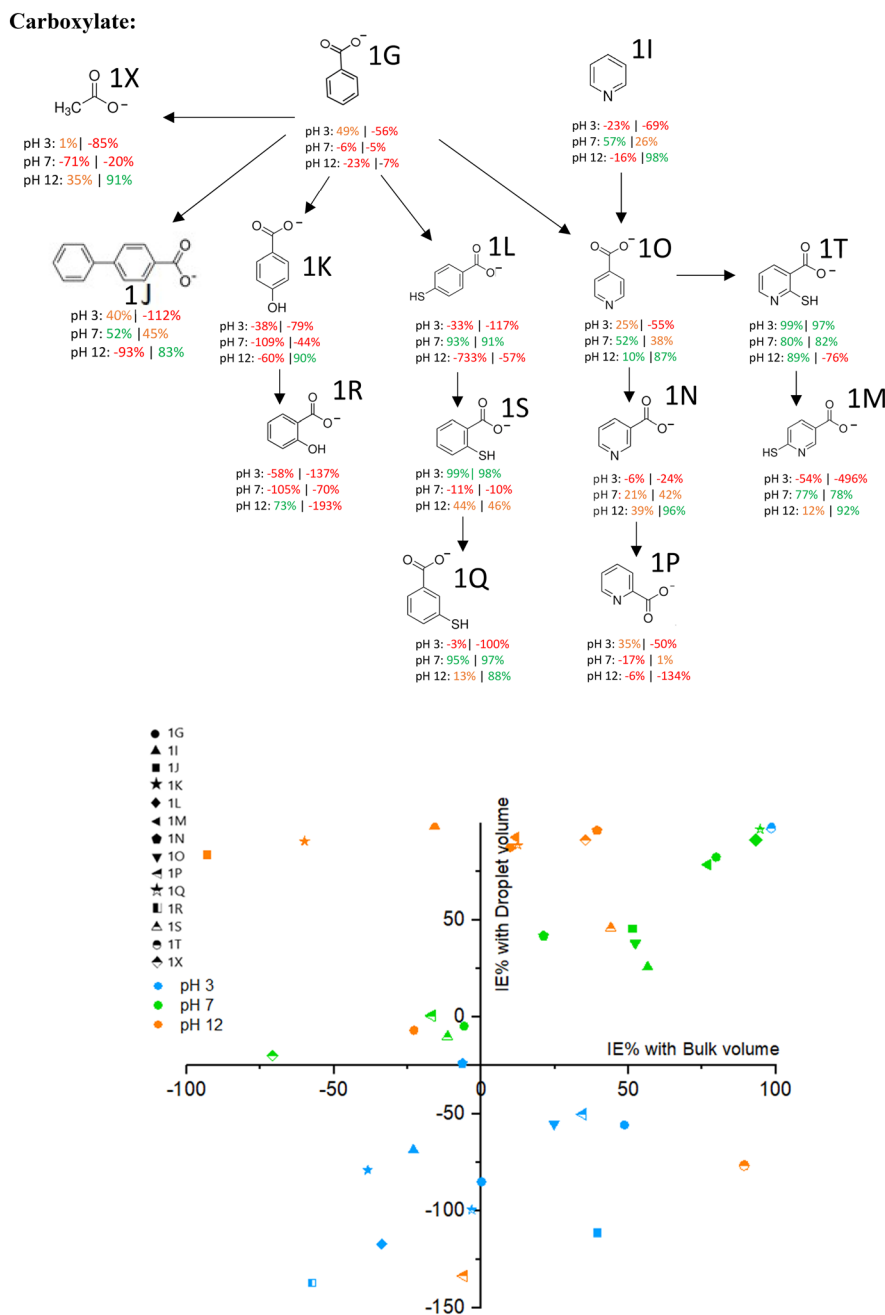 Carboxylate:
1X
1G
1I
O
H3C
O-
O
O-
N
pH 3: 1%| -85%
pH 7: -71% | -20%
pH 12: 35% | 91%
pH 3: 49% | -56%
pH 7: -6% | -5%
pH 12: -23% | -7%
pH 3: -23% | -69%
pH 7: 57% |26%
pH 12: -16% |98%
1J
O
O-
1K
O
O-
OH
1L
O
O-
HS
1O
O
O-
N
1T
O
O-
N
SH
pH 3: 40%| -112%
pH 7: 52% |45%
pH 12: -93% | 83%
pH 3: -38%| -79%
pH 7: -109% |-44%
pH 12: -60% |90%
pH 3: -33% | -117%
pH 7: 93% | 91%
pH 12: -733% | -57%
pH 3: 25%| -55%
pH 7: 52% | 38%
pH 12: 10% |87%
pH 3: 99%| 97%
pH 7: 80% | 82%
pH 12: 89% | -76%
1R
O
O-
OH
1S
O
O-
SH
1N
O
O-
N
1M
O
O-
HS
N
pH 3: -58% | -137%
pH 7: -105% | -70%
pH 12: 73% | -193%
pH 3: 99%| 98%
pH 7: -11% | -10%
pH 12: 44% | 46%
pH 3: -6% | -24%
pH 7: 21% | 42%
pH 12: 39% |96%
pH 3: -54% | -496%
pH 7: 77% | 78%
pH 12: 12% | 92%
1Q
O
O-
SH
1P
N
O-
O
pH 3: -3%| -100%
pH 7: 95% | 97%
pH 12: 13% | 88%
pH 3: 35%| -50%
pH 7: -17% | 1%
pH 12: -6% | -134%
1G
1I
1J
1K
1L
1M
1N
1O
1P
1Q
1R
1S
1T
1X
pH 3
pH 7
pH 12
IE% with Droplet volume
50
0
IE% with Bulk volume
-100
-50
0
50
100
-50
-100
-150